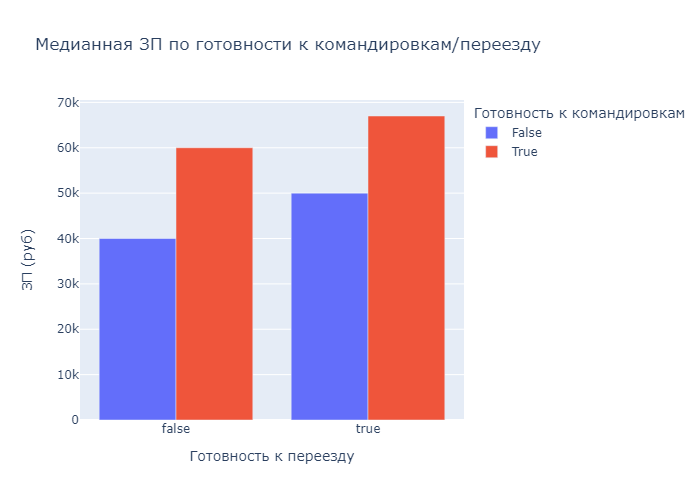 Медианная ЗП по готовности к командировкам/переезду
70k
60k
50k
40k
30k
20k
10k
0
ЗП (руб)
false
true
Готовность к переезду
Готовность к командировкам
False
True